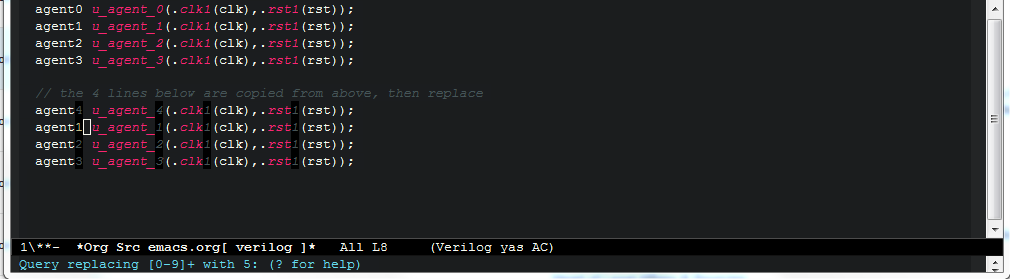 agent0 u_agent_0(.clk1(clk),.rst1(rst));
agent1 u_agent_1(.clk1(clk),.rst1(rst));
agent2 u_agent_2(.clk1(clk),.rst1(rst));
agent3 u_agent_3(.clk1(clk),.rst1(rst));
// the 4 lines below are copied from above, then replace
agent4 u_agent_4(.clk1(clk),.rst1(rst));
agent1 u_agent_1(.clk1(clk),.rst1(rst));
agent2 u_agent_2(.clk1(clk),.rst1(rst));
agent3 u_agent_3(.clk1(clk),.rst1(rst));
1\**-  *Org Src emacs.org[ verilog ]*   All L8     (Verilog yas AC)
Query replacing [0-9]+ with 5: (? for help)